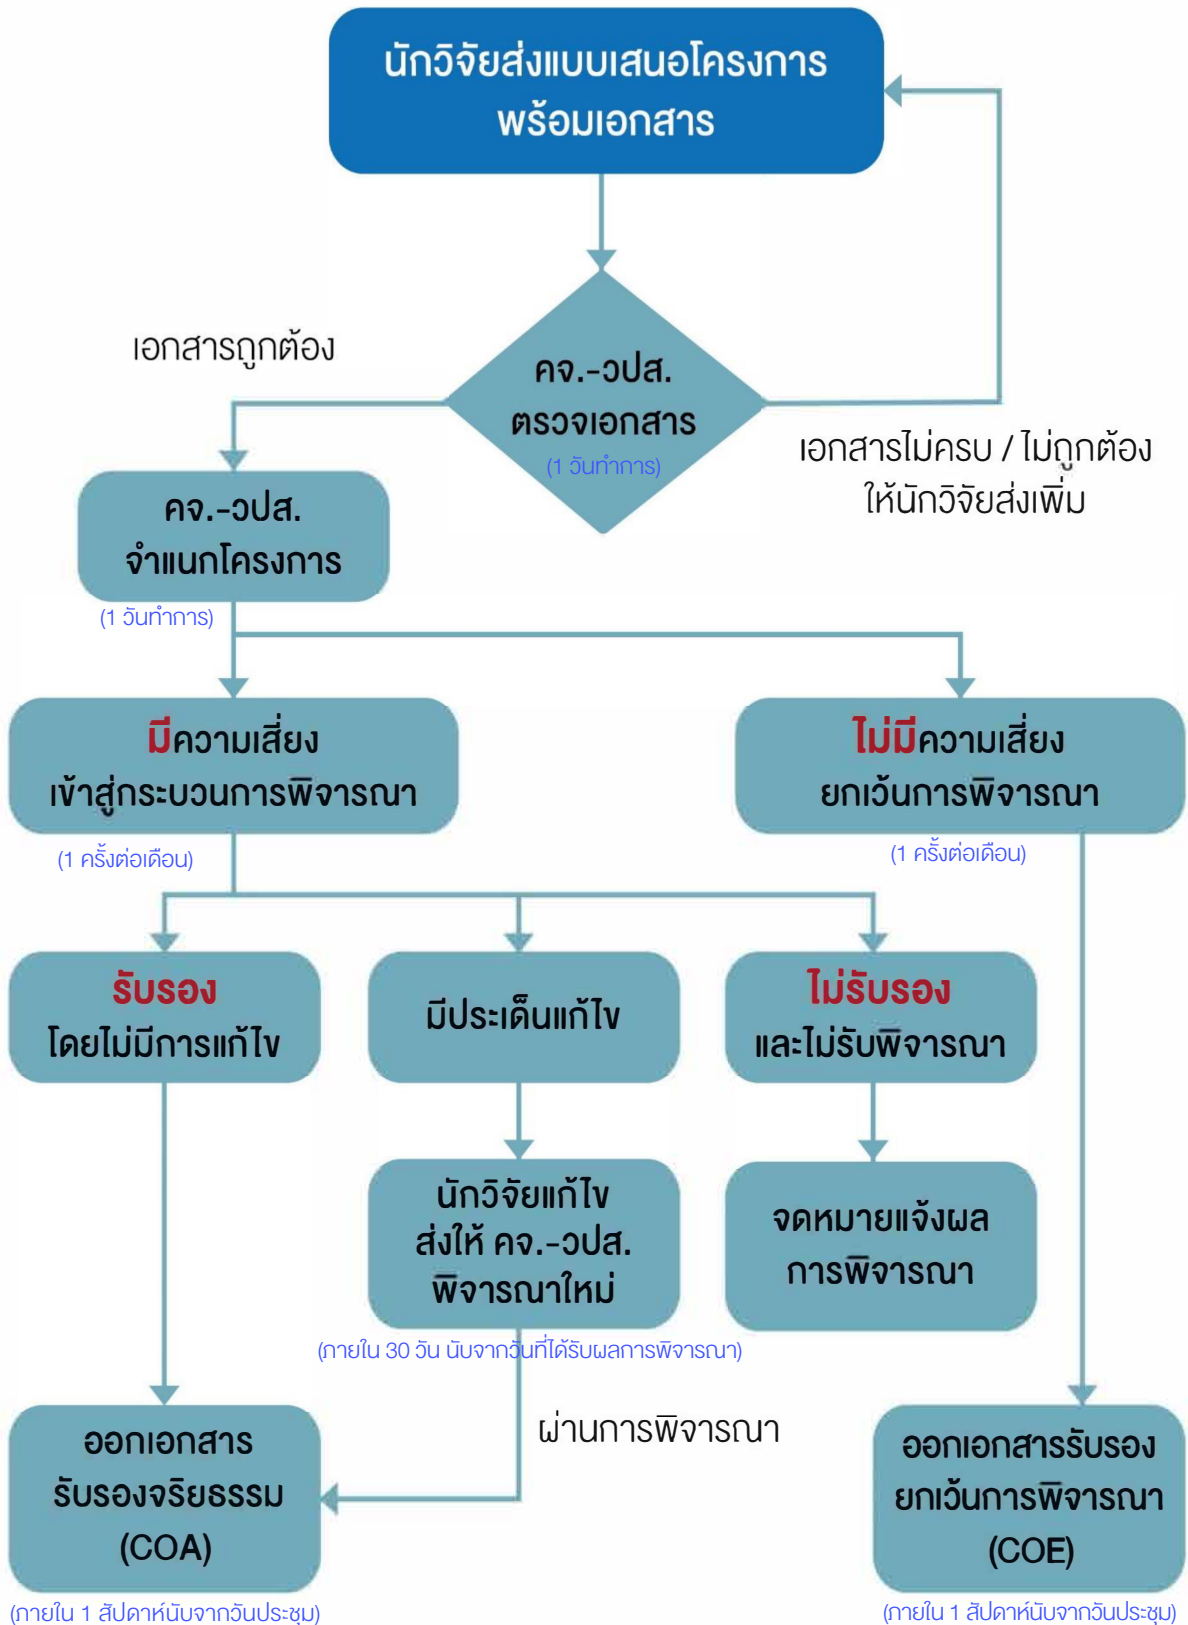 นักวิจัยส่งแบบเสนอโครงการ
พร้อมเอกสาร
เอกสารถูกต้อง
คจ.-วปส.
ตรวจเอกสาร
(1 วันทำการ)
เอกสารไม่ครบ / ไม่ถูกต้อง
ให้นักวิจัยส่งเพิ่ม
คจ.-วปส.
จำแนกโครงการ
(1 วันทำการ)
มีความเสี่ยง
เข้าสู่กระบวนการพิจารณา
(1 ครั้งต่อเดือน)
ไม่มีความเสี่ยง
ยกเว้นการพิจารณา
(1 ครั้งต่อเดือน)
รับรอง
โดยไม่มีการแก้ไข
มีประเด็นแก้ไข
ไม่รับรอง
และไม่รับพิจารณา
นักวิจัยแก้ไข
ส่งให้ คจ.-วปส.
พิจารณาใหม่
(ภายใน 30 วัน นับจากวันที่ได้รับผลการพิจารณา)
จดหมายแจ้งผล
การพิจารณา
ผ่านการพิจารณา
ออกเอกสาร
รับรองจริยธรรม
(COA)
(ภายใน 1 สัปดาห์นับจากวันประชุม)
ออกเอกสารรับรอง
ยกเว้นการพิจารณา
(COE)
(ภายใน 1 สัปดาห์นับจากวันประชุม)